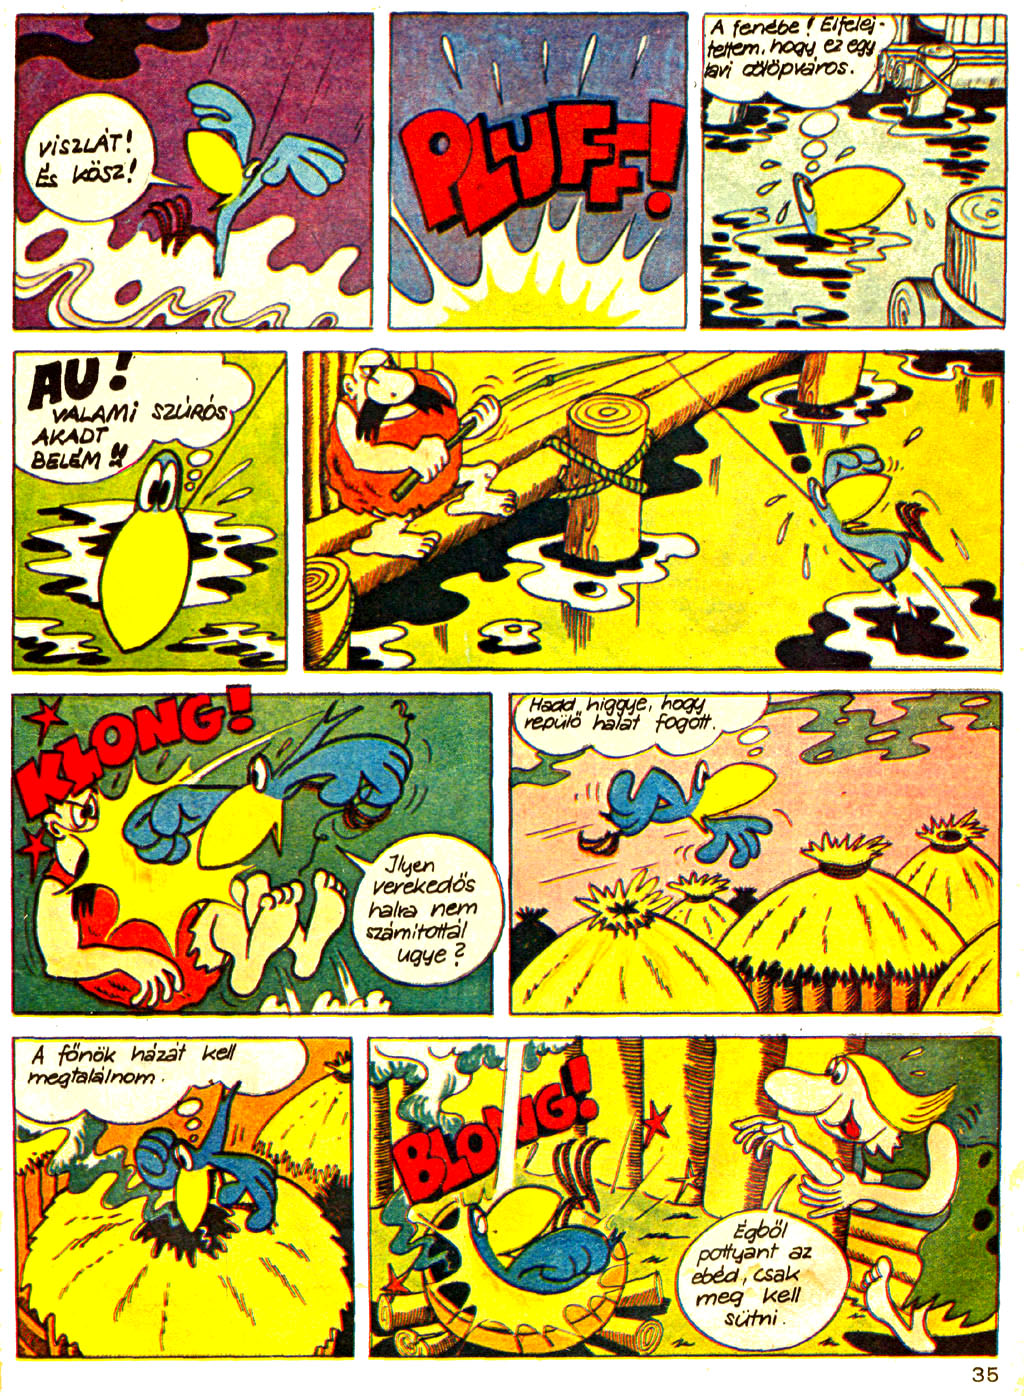 VISZLÁT!
ÉS KÖSZ!
PLUFF!
A fenébe! Elfelej-
tettem, hogy ez egy
tavi cölöpváros.
AU!
VALAMI SZÚRÓS
AKADT
BELÉM!!
!
KLONG!
Ilyen
verekedős
halra nem
számítottál
ugye?
Hadd higgye, hogy
repülő halat fogott.
A főnök házát kell
megtalálnom.
BLONG!
Égből
pottyant az
ebéd, csak
meg kell
sütni.
35